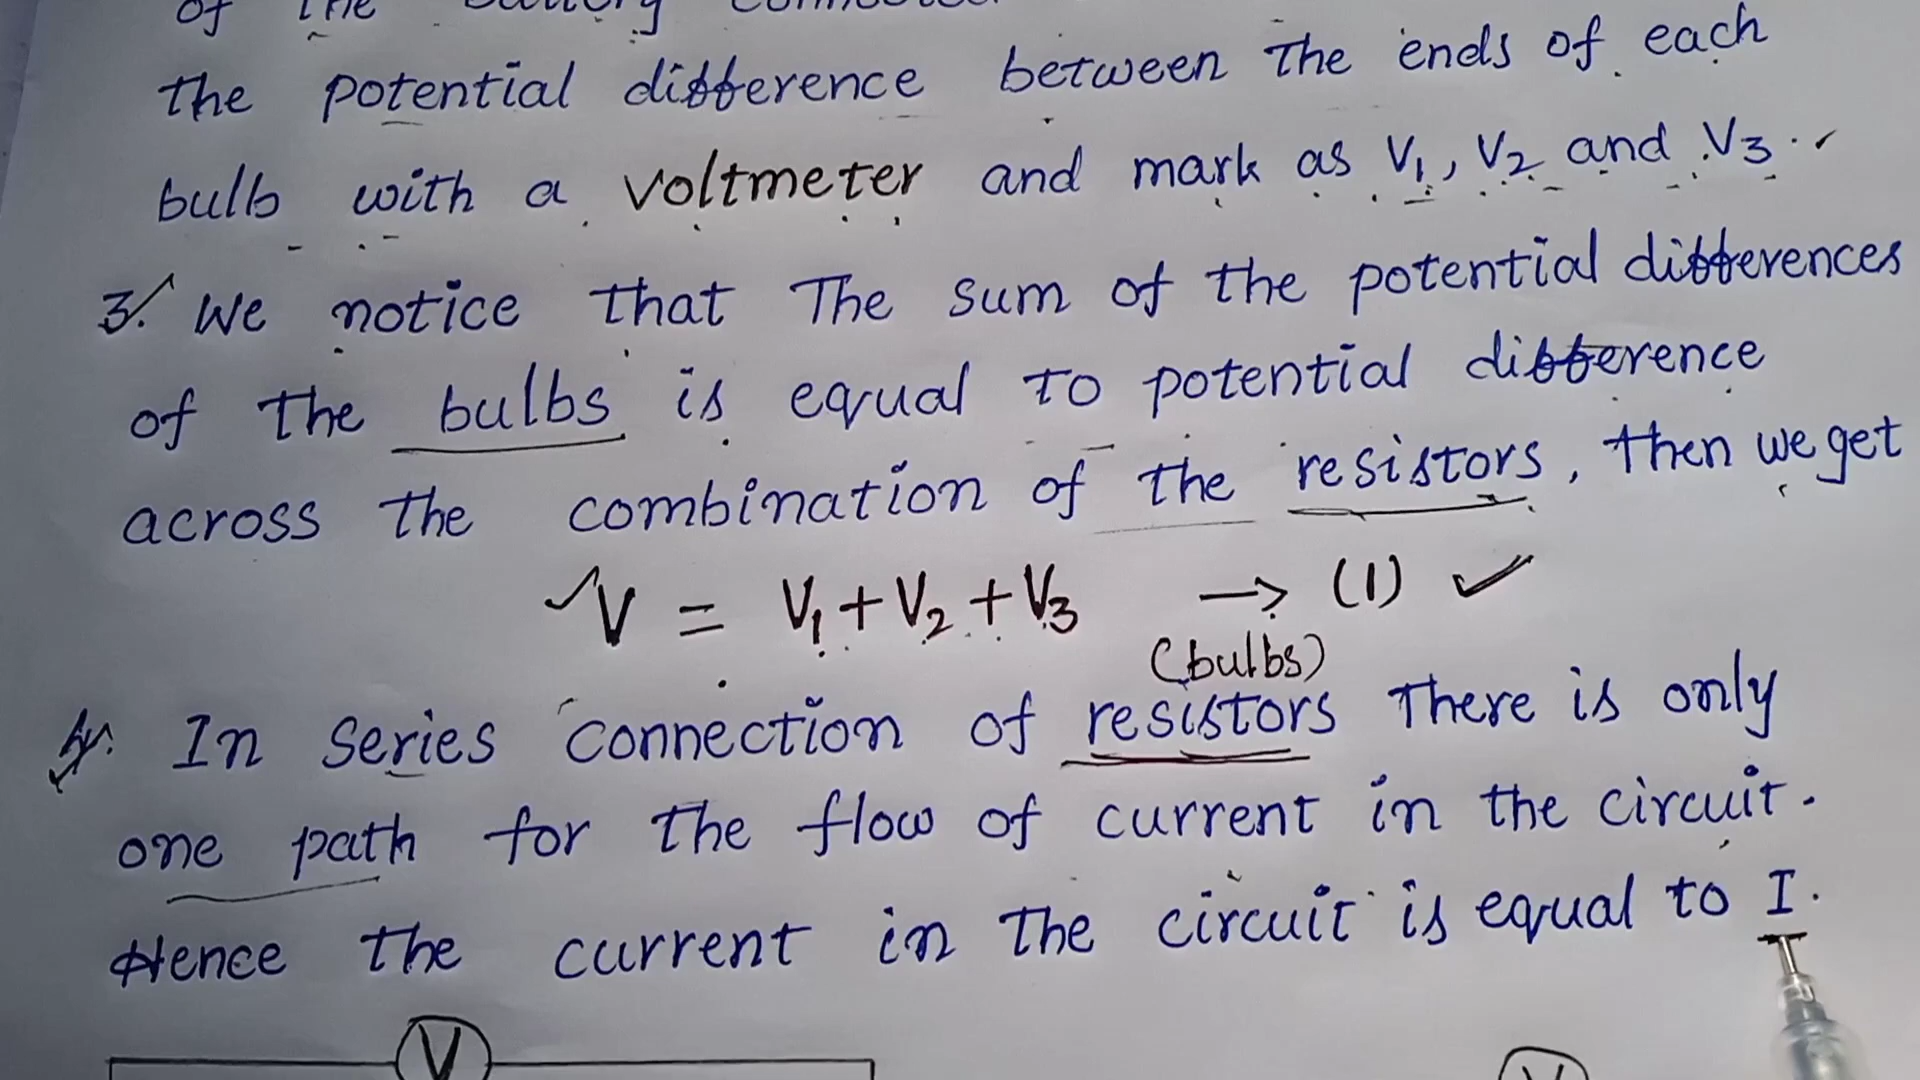 of the battery connected
the potential difference between the ends of each
bulb with a voltmeter and mark as V₁, V₂ and V₃.
3. We notice that the sum of the potential differences
of the bulbs is equal to potential difference
across the combination of the resistors, then we get
V = V₁ + V₂ + V₃ → (1)
(bulbs)
4. In series connection of resistors there is only
one path for the flow of current in the circuit.
Hence the current in the circuit is equal to I.
V
V